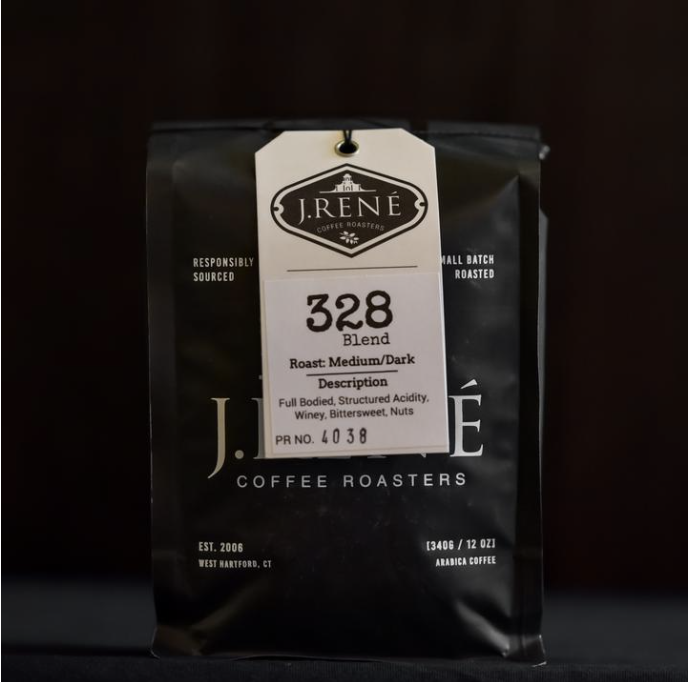 J.RENÉ
COFFEE ROASTERS
RESPONSIBLY
SOURCED
BATCH
ROASTED
328
Blend
Roast: Medium/Dark
Description
Full Bodied, Structured Acidity,
Winey, Bittersweet, Nuts
PR NO. 4038
COFFEE ROASTERS
EST. 2006
WEST HARTFORD, CT
[340G / 12 OZ]
ARABICA COFFEE